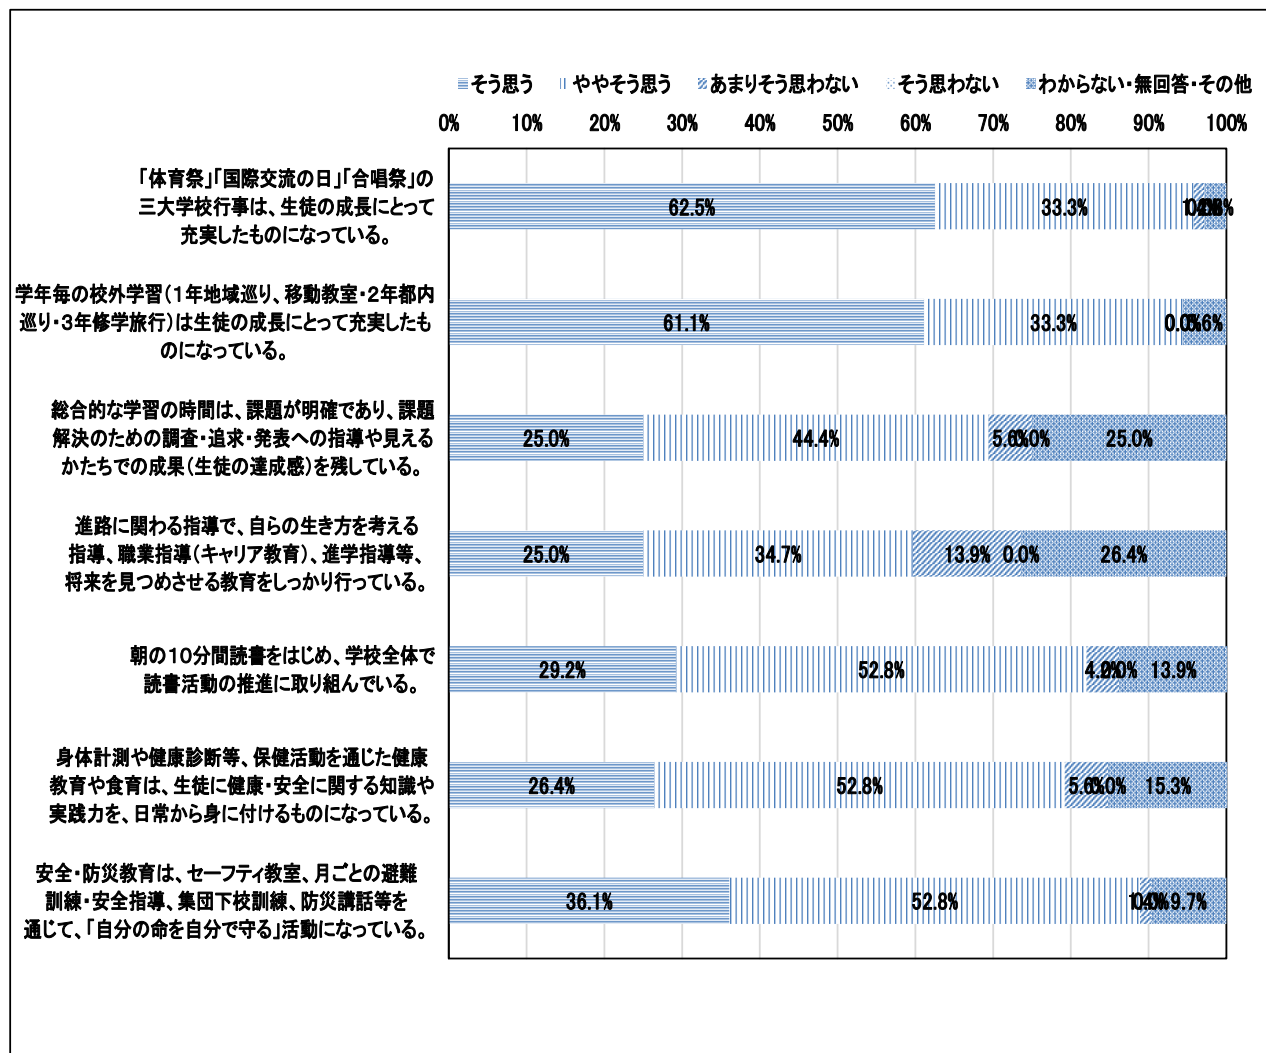 そう思う ややそう思う あまりそう思わない そう思わない わからない・無回答・その他
0% 10% 20% 30% 40% 50% 60% 70% 80% 90% 100%
「体育祭」「国際交流の日」「合唱祭」の
三大学校行事は、生徒の成長にとって
充実したものになっている。
62.5% 33.3%
学年毎の校外学習(1年地域巡り、移動教室・2年都内
巡り・3年修学旅行)は生徒の成長にとって充実したも
のになっている。
61.1% 33.3% 0.0% 5.6%
総合的な学習の時間は、課題が明確であり、課題
解決のための調査・追求・発表への指導や見える
かたちでの成果(生徒の達成感)を残している。
25.0% 44.4% 5.6% 0.0% 25.0%
進路に関わる指導で、自らの生き方を考える
指導、職業指導(キャリア教育)、進学指導等、
将来を見つめさせる教育をしっかり行っている。
25.0% 34.7% 13.9% 0.0% 26.4%
朝の10分間読書をはじめ、学校全体で
読書活動の推進に取り組んでいる。
29.2% 52.8% 4.2% 0.0% 13.9%
身体計測や健康診断等、保健活動を通じた健康
教育や食育は、生徒に健康・安全に関する知識や
実践力を、日常から身に付けるものになっている。
26.4% 52.8% 5.6% 0.0% 15.3%
安全・防災教育は、セーフティ教室、月ごとの避難
訓練・安全指導、集団下校訓練、防災講話等を
通じて、「自分の命を自分で守る」活動になっている。
36.1% 52.8% 1.4% 0.0% 9.7%